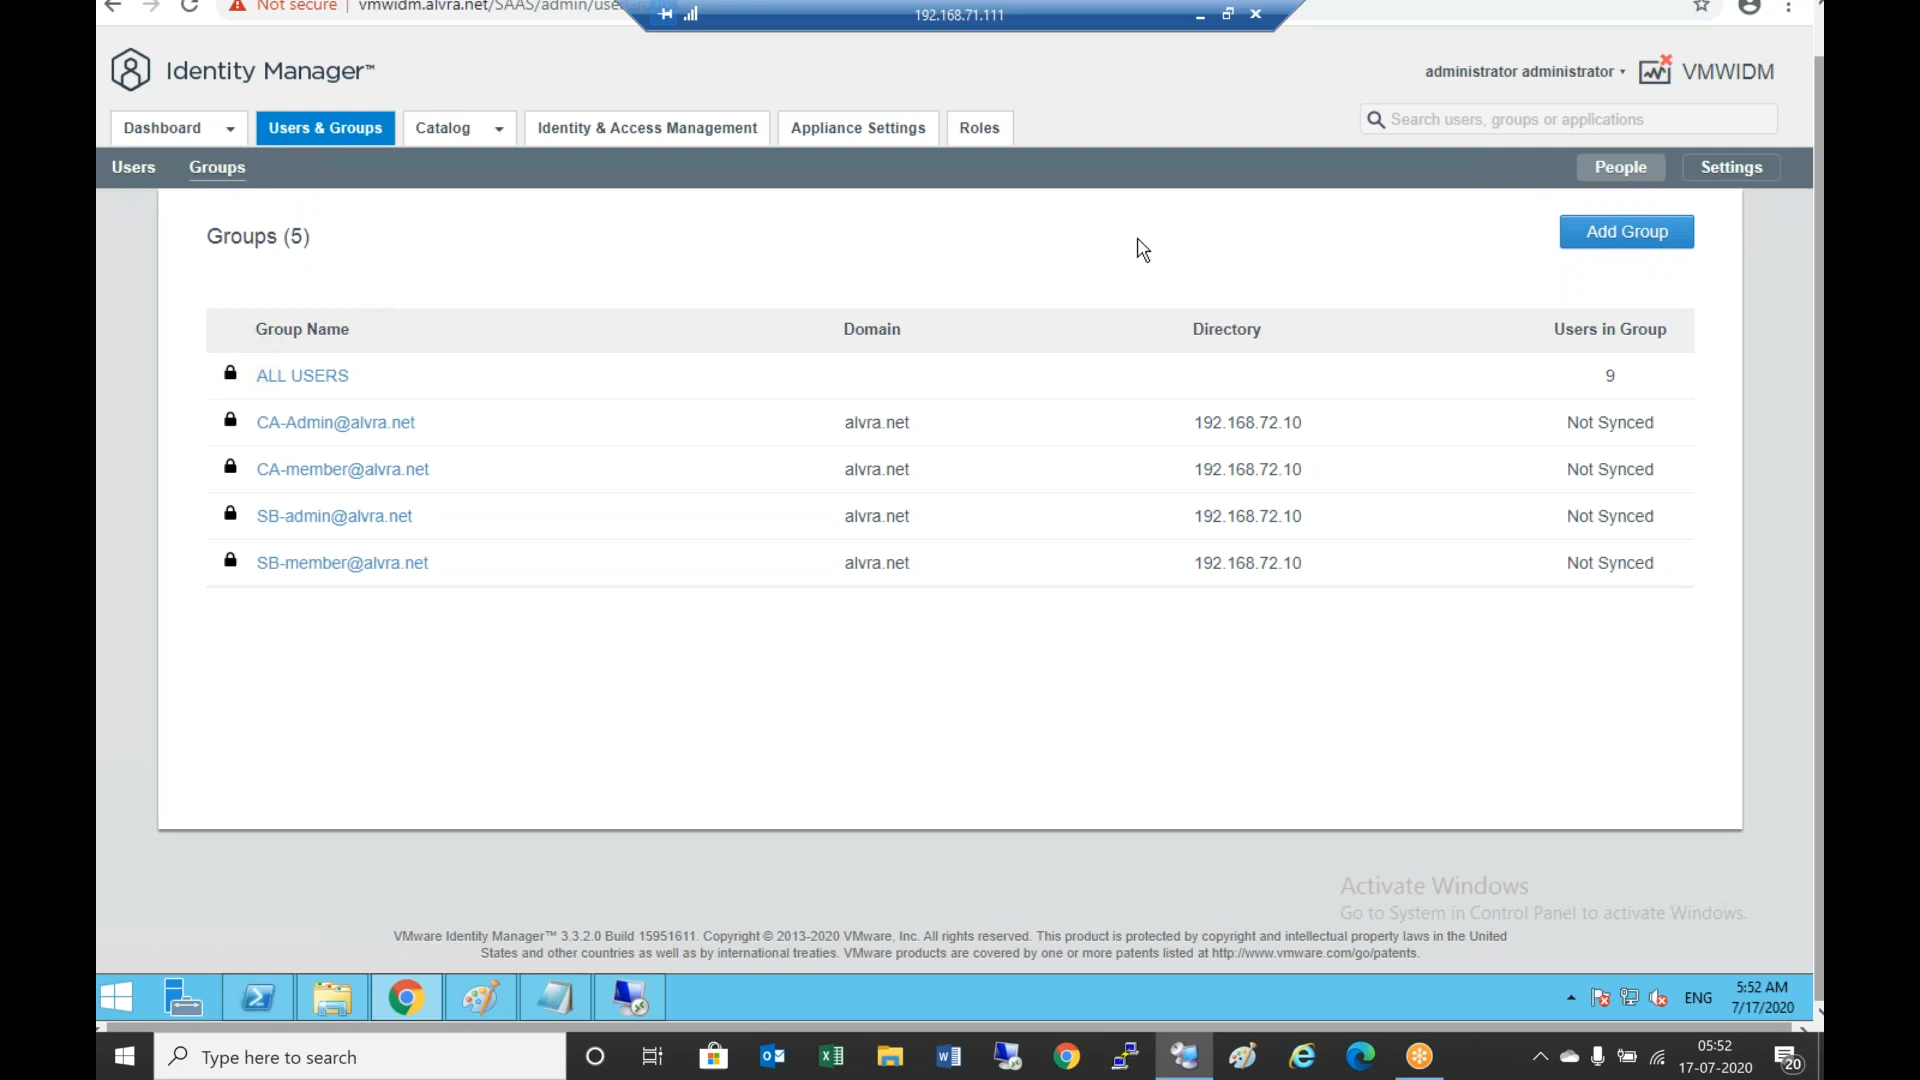 Not secure | vmwidm.alvra.net/SAAS/admin/
192.168.71.111
Identity Manager™
administrator administrator
VMWIDM
Dashboard
Users & Groups
Catalog
Identity & Access Management
Appliance Settings
Roles
Search users, groups or applications
Users
Groups
People
Settings
Groups (5)
Add Group
Group Name Domain Directory Users in Group
ALL USERS 9
CA-Admin@alvra.net alvra.net 192.168.72.10 Not Synced
CA-member@alvra.net alvra.net 192.168.72.10 Not Synced
SB-admin@alvra.net alvra.net 192.168.72.10 Not Synced
SB-member@alvra.net alvra.net 192.168.72.10 Not Synced
Activate Windows
Go to System in Control Panel to activate Windows.
VMware Identity Manager™ 3.3.2.0 Build 15951611. Copyright © 2013-2020 VMware, Inc. All rights reserved. This product is protected by copyright and intellectual property laws in the United
States and other countries as well as by international treaties. VMware products are covered by one or more patents listed at http://www.vmware.com/go/patents.
ENG
5:52 AM
7/17/2020
Type here to search
05:52
17-07-2020
20